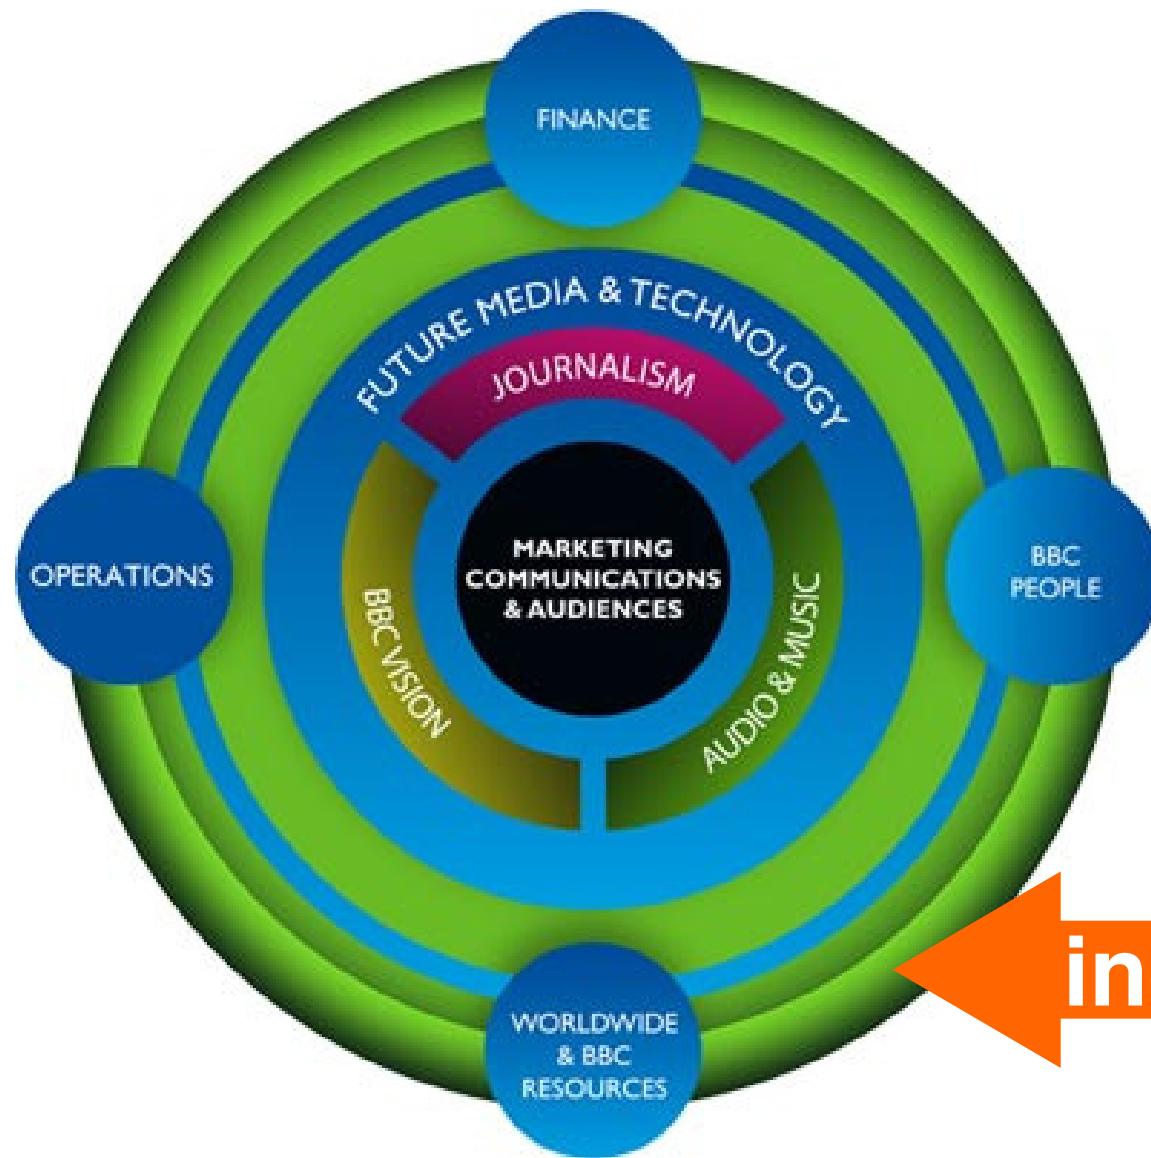 FINANCE
FUTURE MEDIA & TECHNOLOGY
JOURNALISM
OPERATIONS
MARKETING
COMMUNICATIONS
& AUDIENCES
BBC
PEOPLE
BBC VISION
AUDIO & MUSIC
in
WORLDWIDE
& BBC
RESOURCES